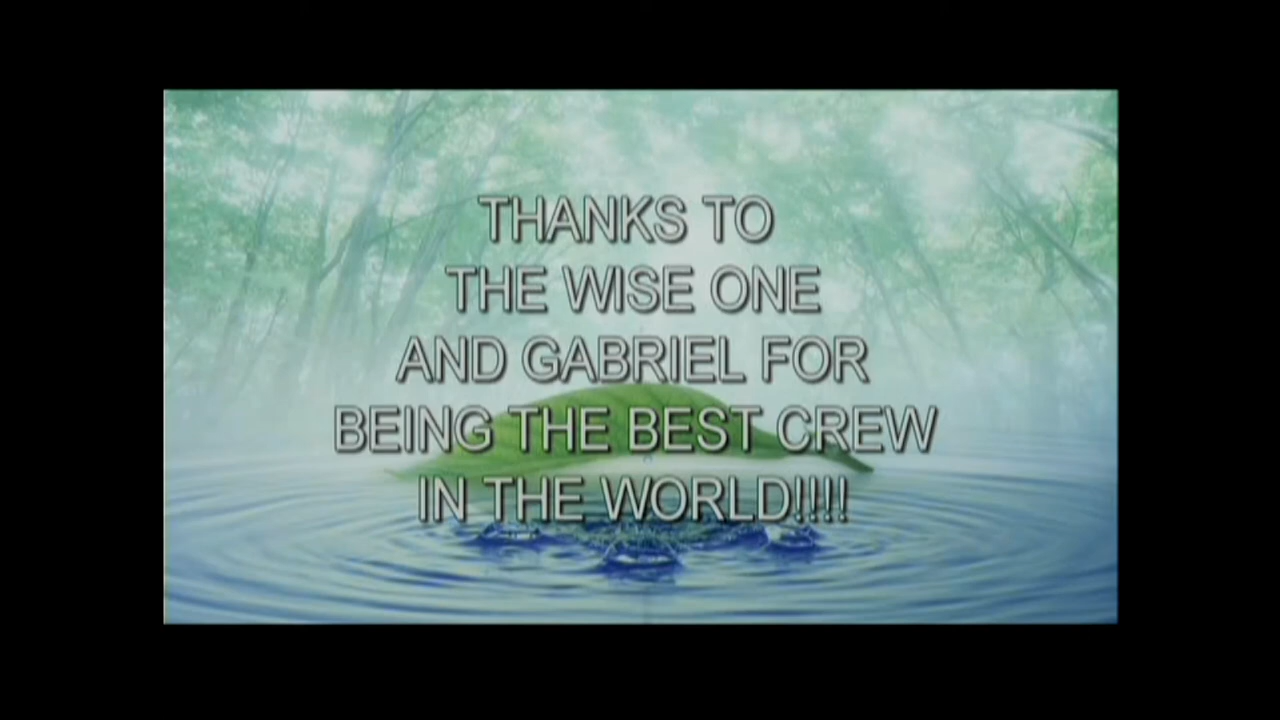 THANKS TO
THE WISE ONE
AND GABRIEL FOR
BEING THE BEST CREW
IN THE WORLD!!!!